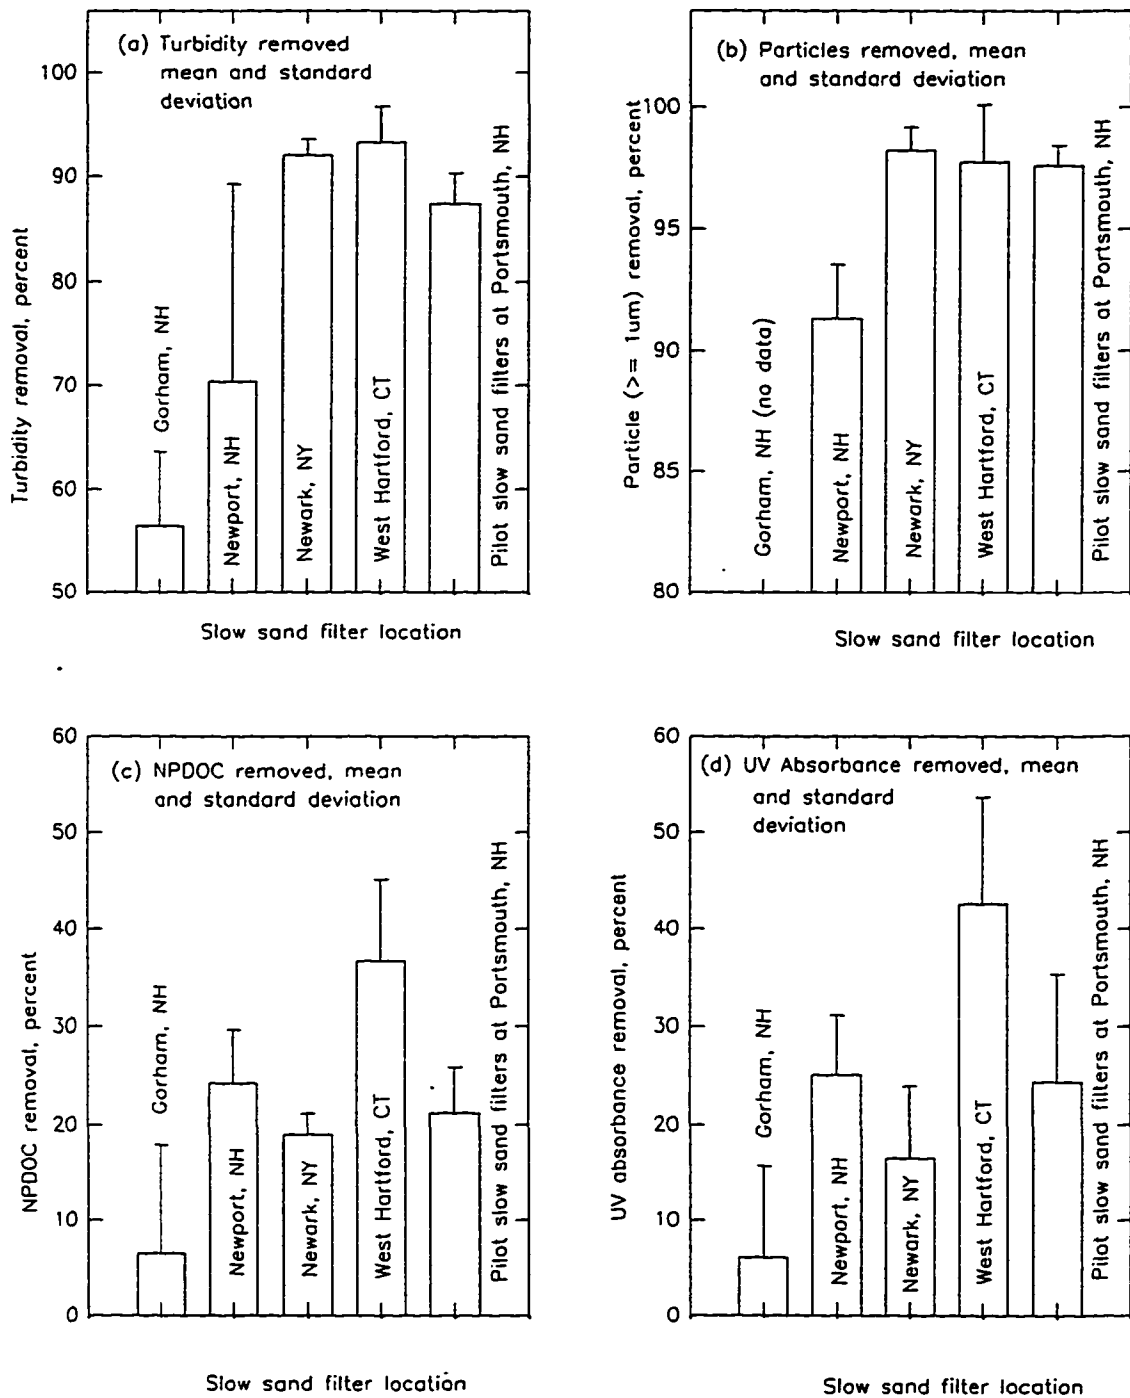 (a) Turbidity removed
mean and standard
deviation
100
90
80
70
60
50
Turbidity removal, percent
Gorham, NH
Newport, NH
Newark, NY
West Hartford, CT
Pilot slow sand filters at Portsmouth, NH
Slow sand filter location
(b) Particles removed, mean
and standard deviation
100
95
90
85
80
Particle (>= 1um) removal, percent
Gorham, NH (no data)
Newport, NH
Newark, NY
West Hartford, CT
Pilot slow sand filters at Portsmouth, NH
Slow sand filter location
(c) NPDOC removed, mean
and standard deviation
60
50
40
30
20
10
0
NPDOC removal, percent
Gorham, NH
Newport, NH
Newark, NY
West Hartford, CT
Pilot slow sand filters at Portsmouth, NH
Slow sand filter location
(d) UV Absorbance removed, mean
and standard
deviation
60
50
40
30
20
10
0
UV absorbance removal, percent
Gorham, NH
Newport, NH
Newark, NY
West Hartford, CT
Pilot slow sand filters at Portsmouth, NH
Slow sand filter location